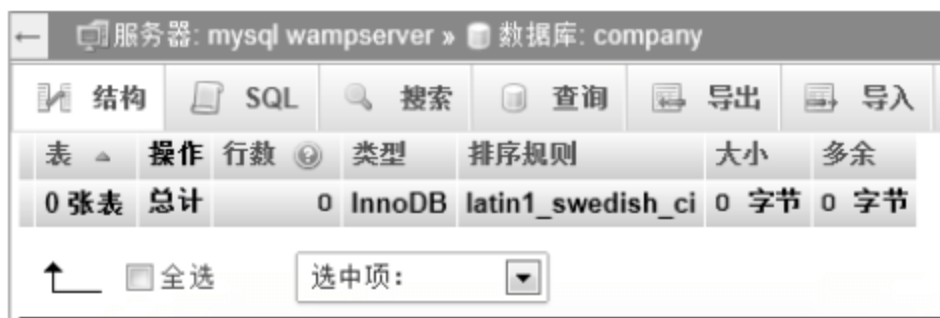 服务器: mysql wampserver » 数据库: company
结构 SQL 搜索 查询 导出 导入
表 操作 行数 类型 排序规则 大小 多余
0 张表 总计 0 InnoDB latin1_swedish_ci 0 字节 0 字节
全选 选中项: